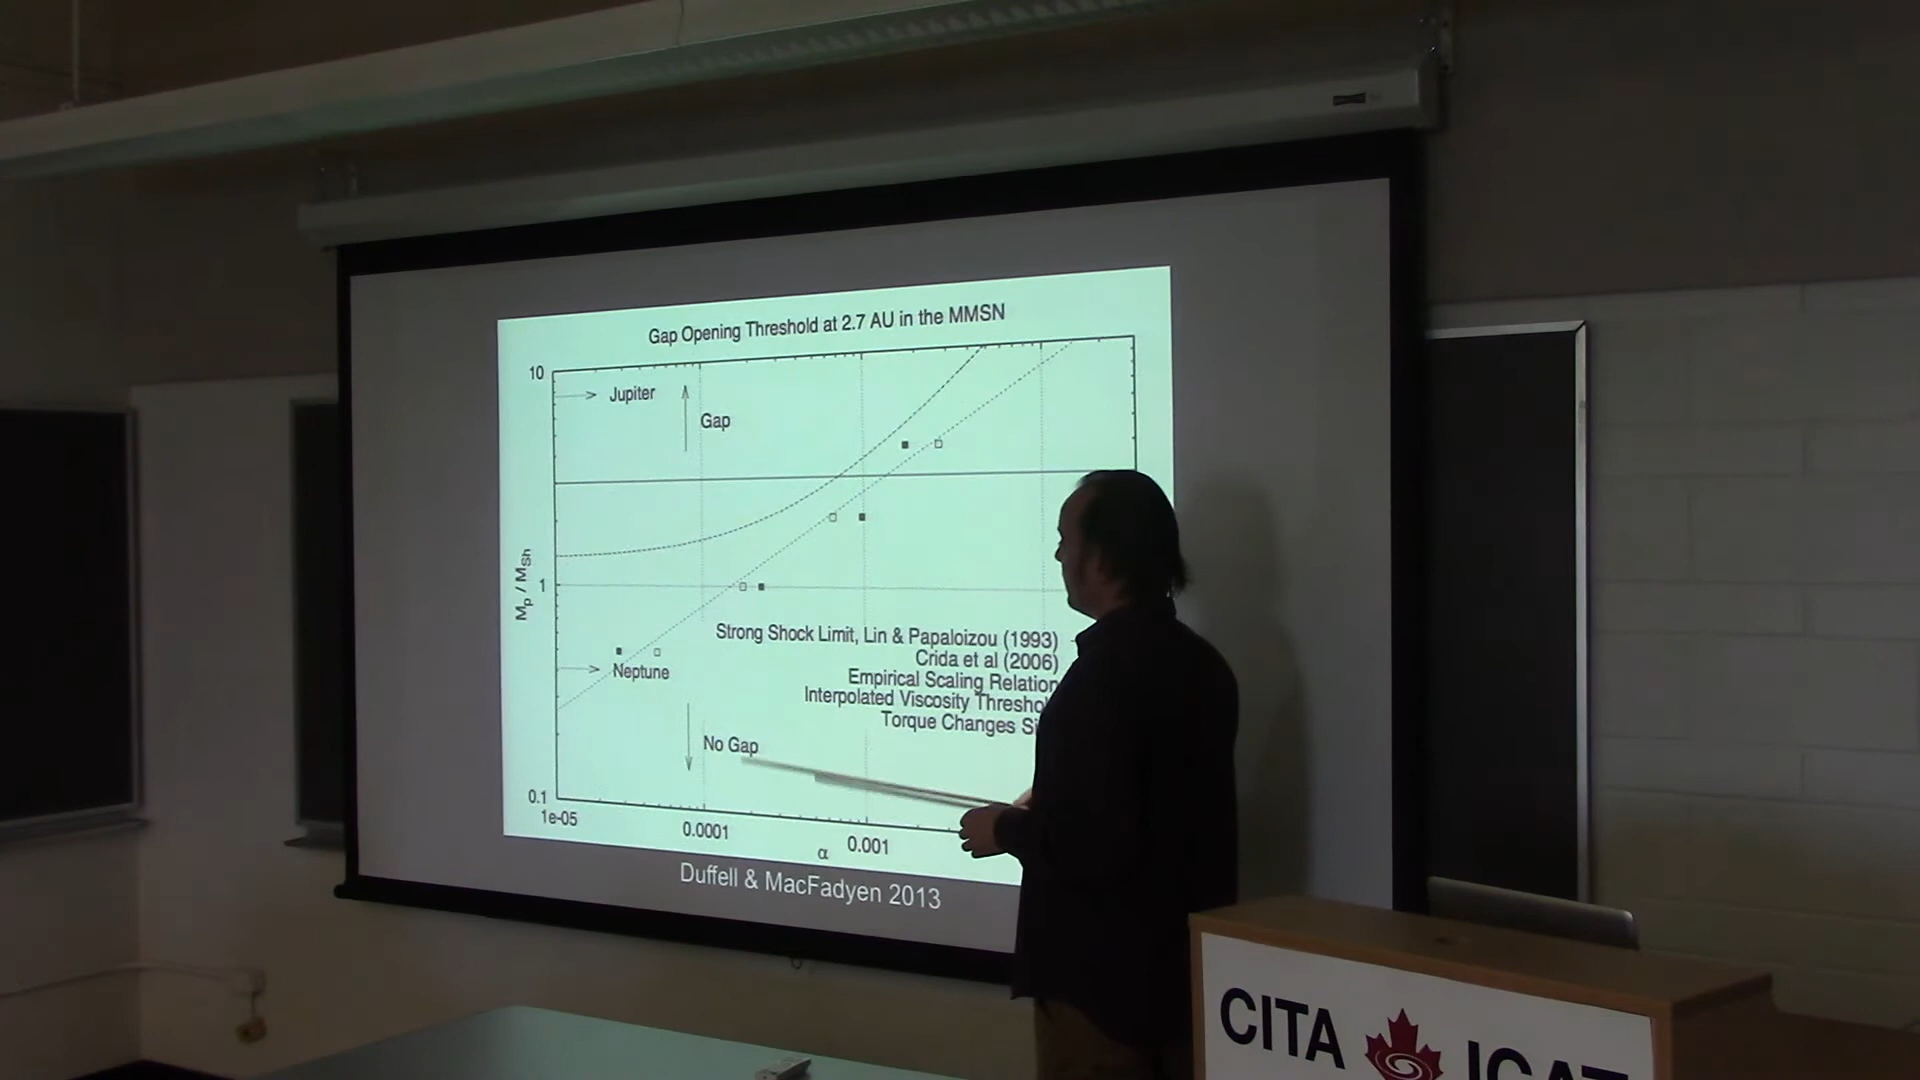 Gap Opening Threshold at 2.7 AU in the MMSN
10
Jupiter
Gap
Mp / MSh
1
Strong Shock Limit, Lin & Papaloizou (1993)
Crida et al (2006)
Empirical Scaling Relation
Interpolated Viscosity
Torque Changes
Neptune
No Gap
0.1
1e-05
0.0001
0.001
α
Duffell & MacFadyen 2013
CITA